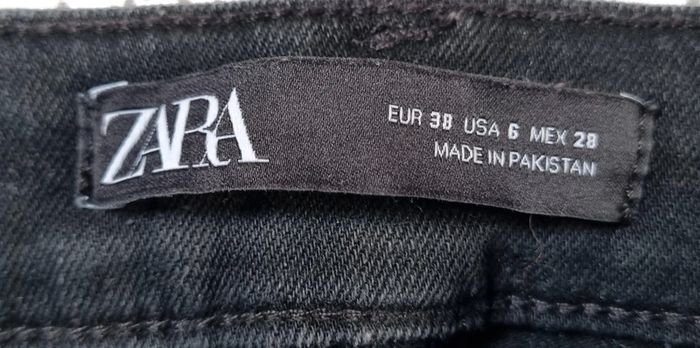 ZARA
EUR 38 USA 6 MEX 28
MADE IN PAKISTAN